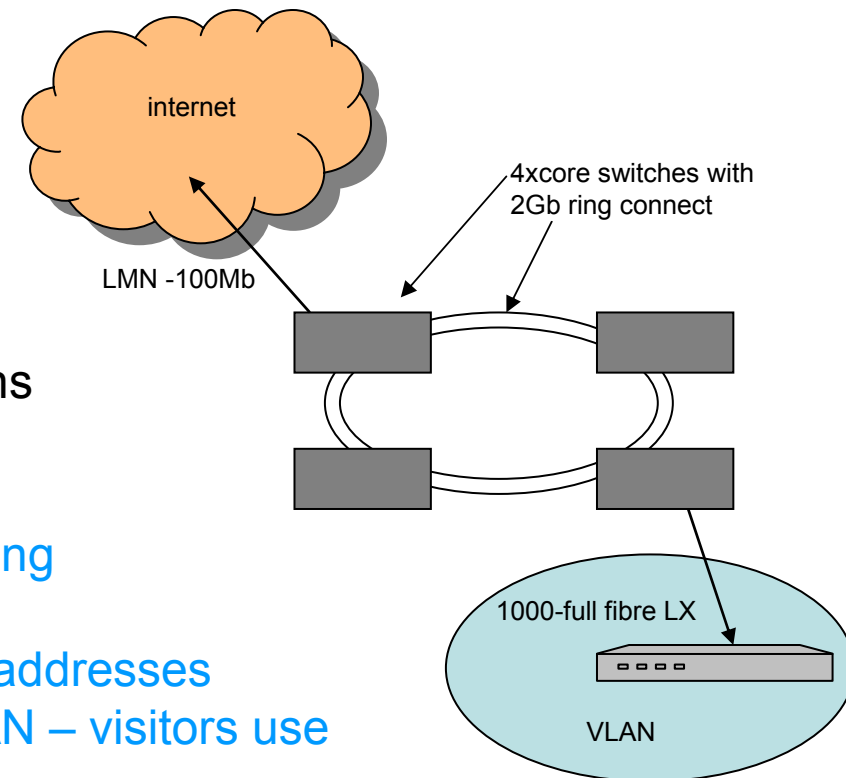 internet
4xcore switches with
2Gb ring connect
LMN -100Mb
ns
ng
addresses
AN – visitors use
1000-full fibre LX
VLAN